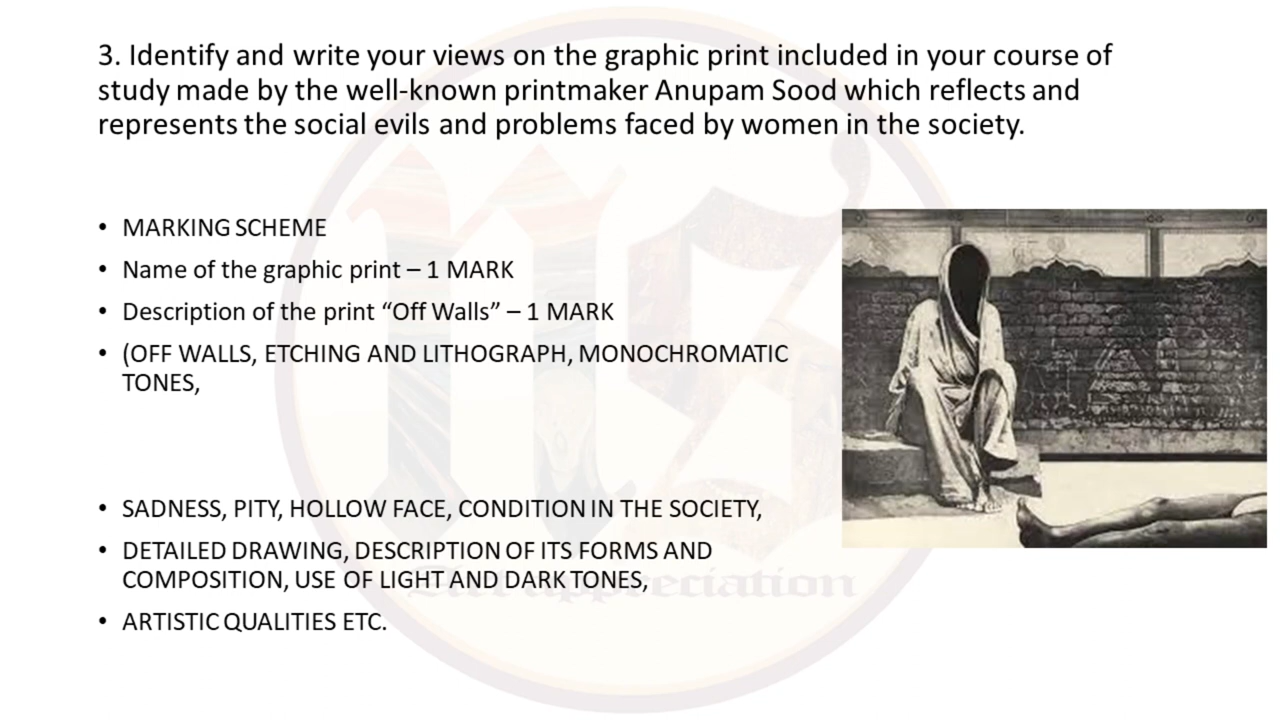 3. Identify and write your views on the graphic print included in your course of
study made by the well-known printmaker Anupam Sood which reflects and
represents the social evils and problems faced by women in the society.
• MARKING SCHEME
• Name of the graphic print – 1 MARK
• Description of the print “Off Walls” – 1 MARK
• (OFF WALLS, ETCHING AND LITHOGRAPH, MONOCHROMATIC
TONES,
• SADNESS, PITY, HOLLOW FACE, CONDITION IN THE SOCIETY,
• DETAILED DRAWING, DESCRIPTION OF ITS FORMS AND
COMPOSITION, USE OF LIGHT AND DARK TONES,
• ARTISTIC QUALITIES ETC.
Art appreciation